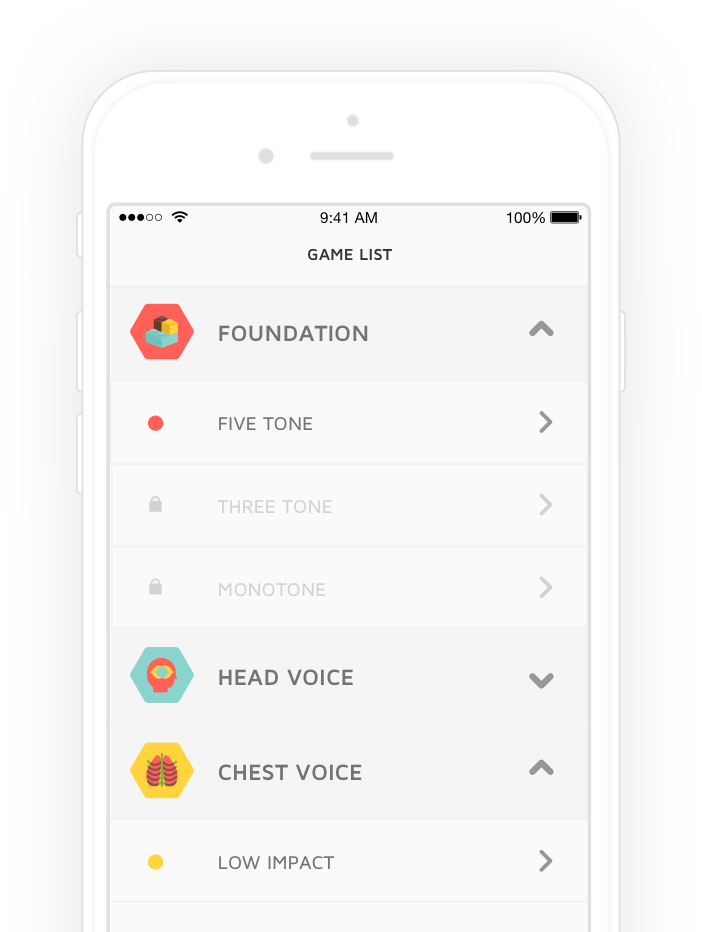 9:41 AM 100%
GAME LIST
FOUNDATION
FIVE TONE
THREE TONE
MONOTONE
HEAD VOICE
CHEST VOICE
LOW IMPACT